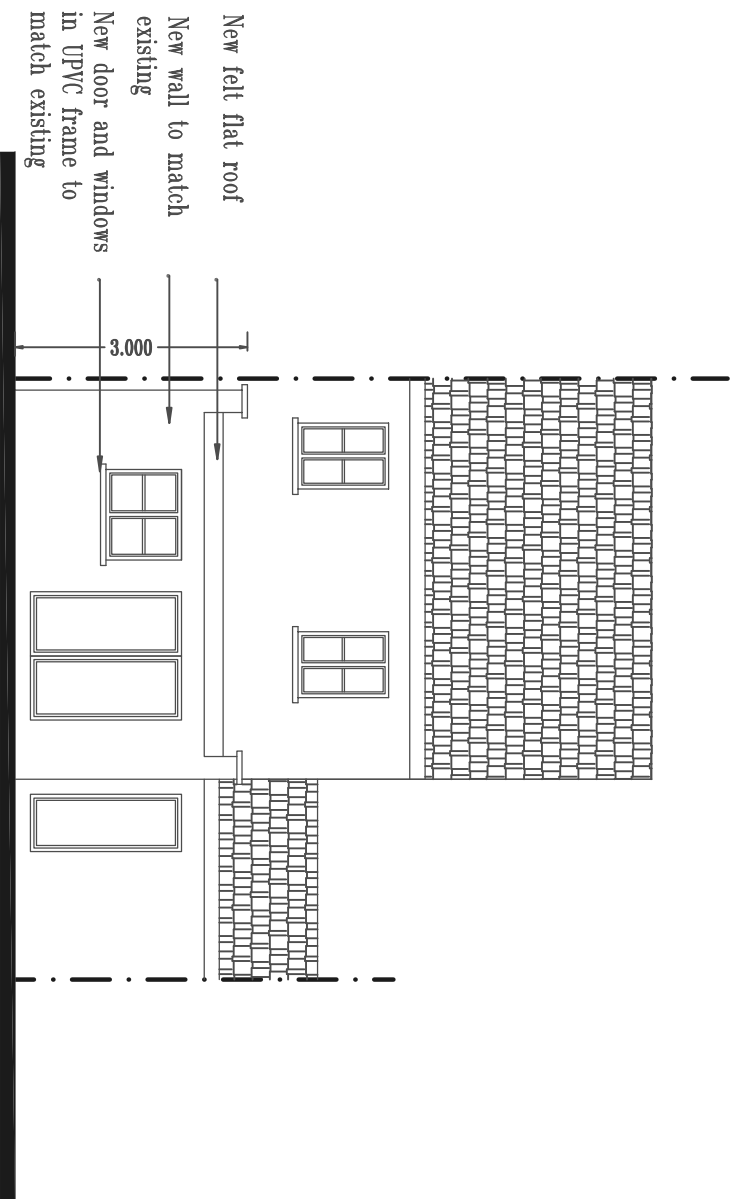 New felt flat roof
New wall to match
existing
New door and windows
in UPVC frame to
match existing
3.000